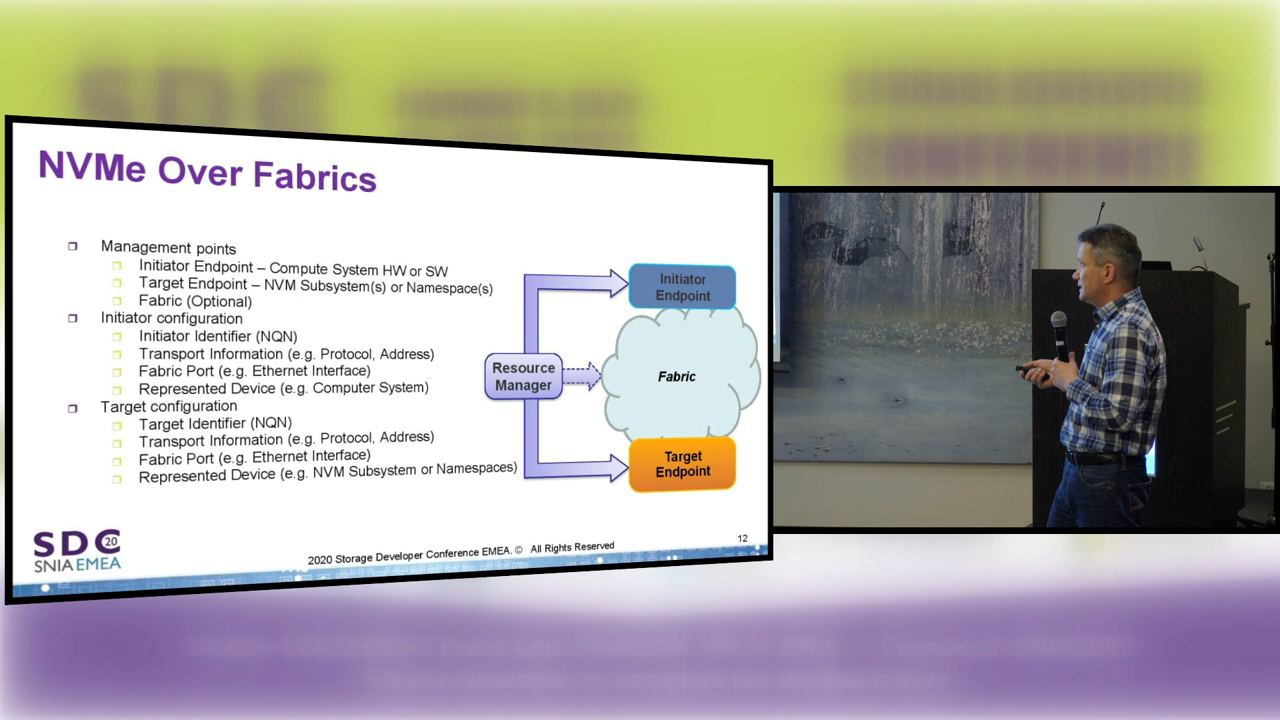 NVMe Over Fabrics
Management points
Initiator Endpoint – Compute System HW or SW
Target Endpoint – NVM Subsystem(s) or Namespace(s)
Fabric (Optional)
Initiator configuration
Initiator Identifier (NQN)
Transport Information (e.g. Protocol, Address)
Fabric Port (e.g. Ethernet Interface)
Represented Device (e.g. Computer System)
Target configuration
Target Identifier (NQN)
Transport Information (e.g. Protocol, Address)
Fabric Port (e.g. Ethernet Interface)
Represented Device (e.g. NVM Subsystem or Namespaces)
Initiator
Endpoint
Resource
Manager
Fabric
Target
Endpoint
SDC 20
SNIA EMEA
2020 Storage Developer Conference EMEA. © All Rights Reserved
12
SDC